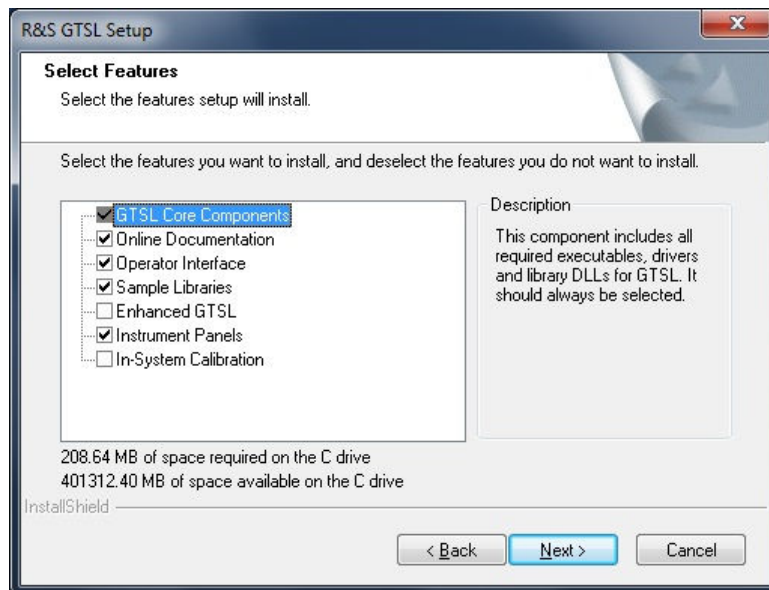 R&S GTSL Setup
Select Features
Select the features setup will install.
Select the features you want to install, and deselect the features you do not want to install.
GTSL Core Components
Online Documentation
Operator Interface
Sample Libraries
Enhanced GTSL
Instrument Panels
In-System Calibration
Description
This component includes all
required executables, drivers
and library DLLs for GTSL. It
should always be selected.
208.64 MB of space required on the C drive
401312.40 MB of space available on the C drive
InstallShield
< Back
Next >
Cancel